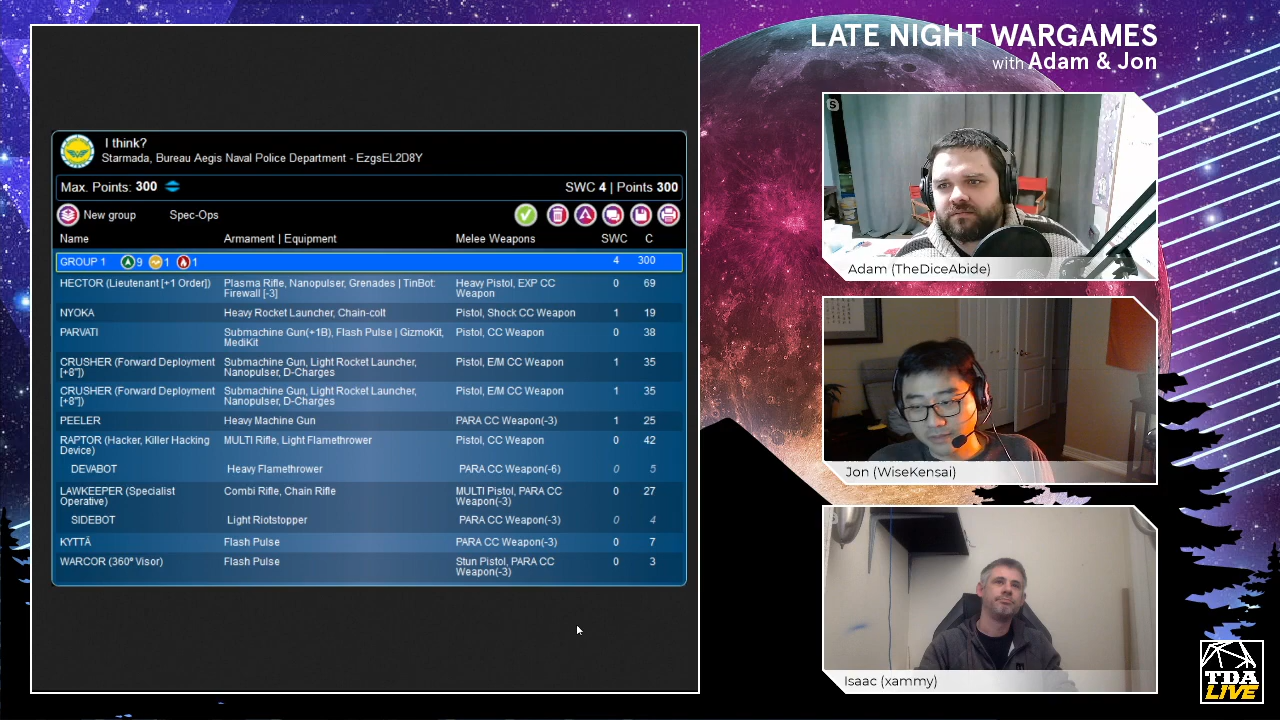 LATE NIGHT WARGAMES
with Adam & Jon
I think?
Starmada, Bureau Aegis Naval Police Department - EzgsEL2D8Y
Max. Points: 300 SWC 4 | Points 300
New group Spec-Ops
Name Armament | Equipment Melee Weapons SWC C
GROUP 1 9 1 1 4 300
HECTOR (Lieutenant [+1 Order]) Plasma Rifle, Nanopulser, Grenades | TinBot: Heavy Pistol, EXP CC 0 69
Firewall [-3] Weapon
NYOKA Heavy Rocket Launcher, Chain-colt Pistol, Shock CC Weapon 1 19
PARVATI Submachine Gun(+1B), Flash Pulse | GizmoKit, Pistol, CC Weapon 0 38
MediKit
CRUSHER (Forward Deployment Submachine Gun, Light Rocket Launcher, Pistol, E/M CC Weapon 1 35
[+8"]) Nanopulser, D-Charges
CRUSHER (Forward Deployment Submachine Gun, Light Rocket Launcher, Pistol, E/M CC Weapon 1 35
[+8"]) Nanopulser, D-Charges
PEELER Heavy Machine Gun PARA CC Weapon(-3) 1 25
RAPTOR (Hacker, Killer Hacking MULTI Rifle, Light Flamethrower Pistol, CC Weapon 0 42
Device)
DEVABOT Heavy Flamethrower PARA CC Weapon(-6) 0 5
LAWKEEPER (Specialist Combi Rifle, Chain Rifle MULTI Pistol, PARA CC 0 27
Operative) Weapon(-3)
SIDEBOT Light Riotstopper PARA CC Weapon(-3) 0 4
KYTTÄ Flash Pulse PARA CC Weapon(-3) 0 7
WARCOR (360º Visor) Flash Pulse Stun Pistol, PARA CC 0 3
Weapon(-3)
Adam (TheDiceAbide)
Jon (WiseKensai)
Isaac (xammy)
TDA
LIVE